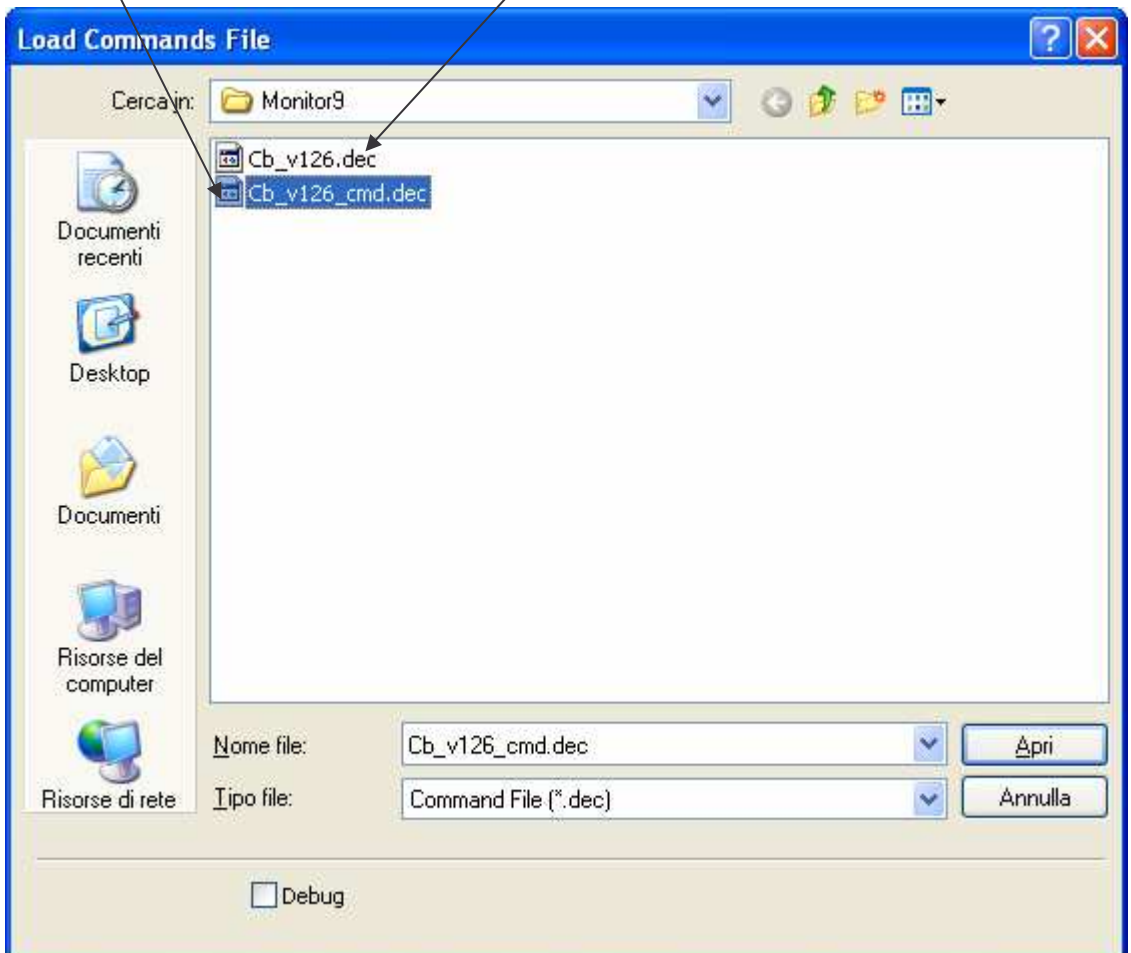 Load Commands File
Cerca in: Monitor9
Cb_v126.dec
Cb_v126_cmd.dec
Documenti
recenti
Desktop
Documenti
Risorse del
computer
Risorse di rete
Nome file: Cb_v126_cmd.dec Apri
Tipo file: Command File (*.dec) Annulla
Debug